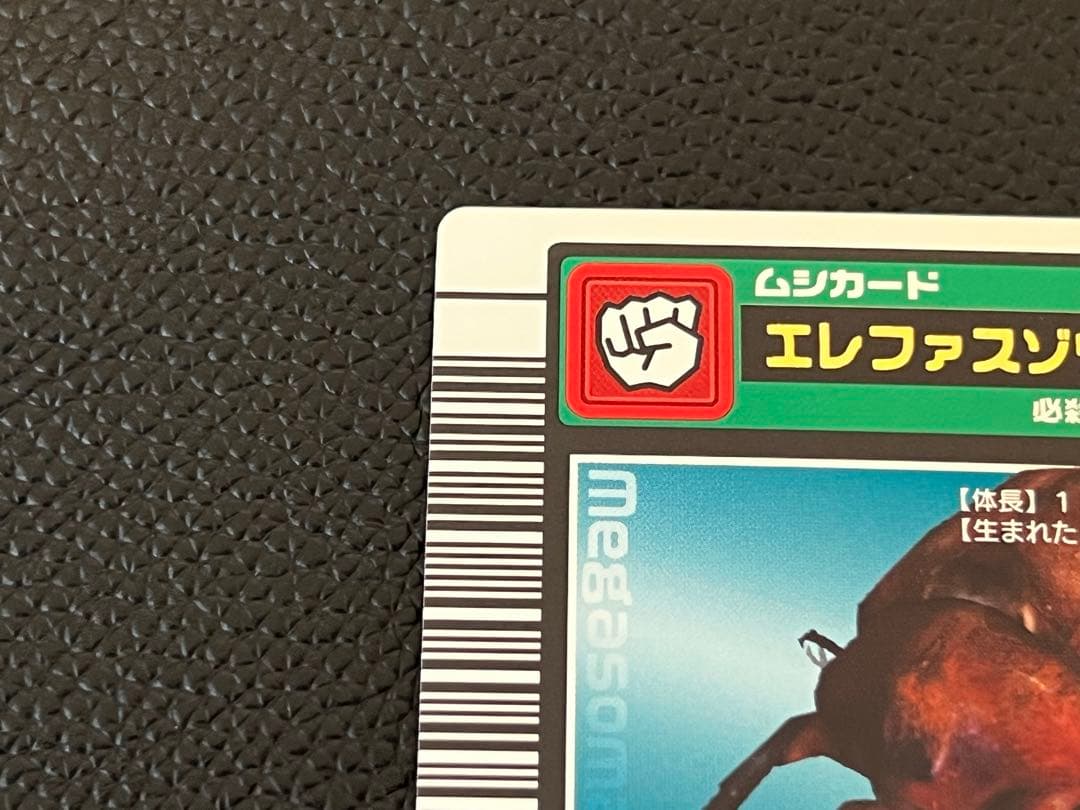 ムシカード
エレファスゾウ
必殺
【体長】1
【生まれた
Megasoma